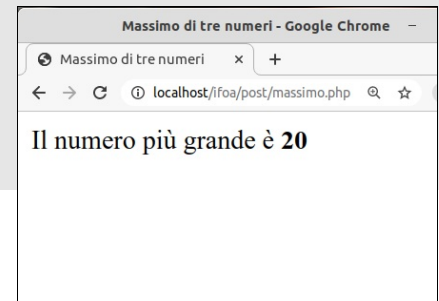 Massimo di tre numeri - Google Chrome
Massimo di tre numeri
localhost/ifoa/post/massimo.php
Il numero più grande è 20